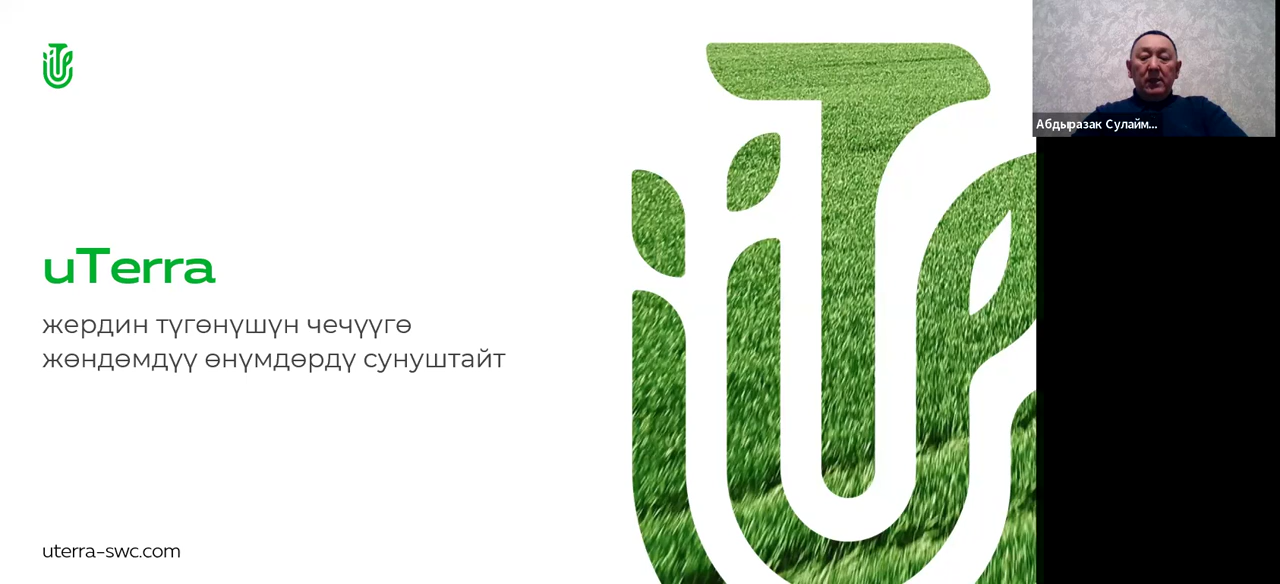 uTerra
жердин түгөнүшүн чечүүгө
жөндөмдүү өнүмдөрдү сунуштайт
uterra-swc.com
Абдыразак Сулайм...